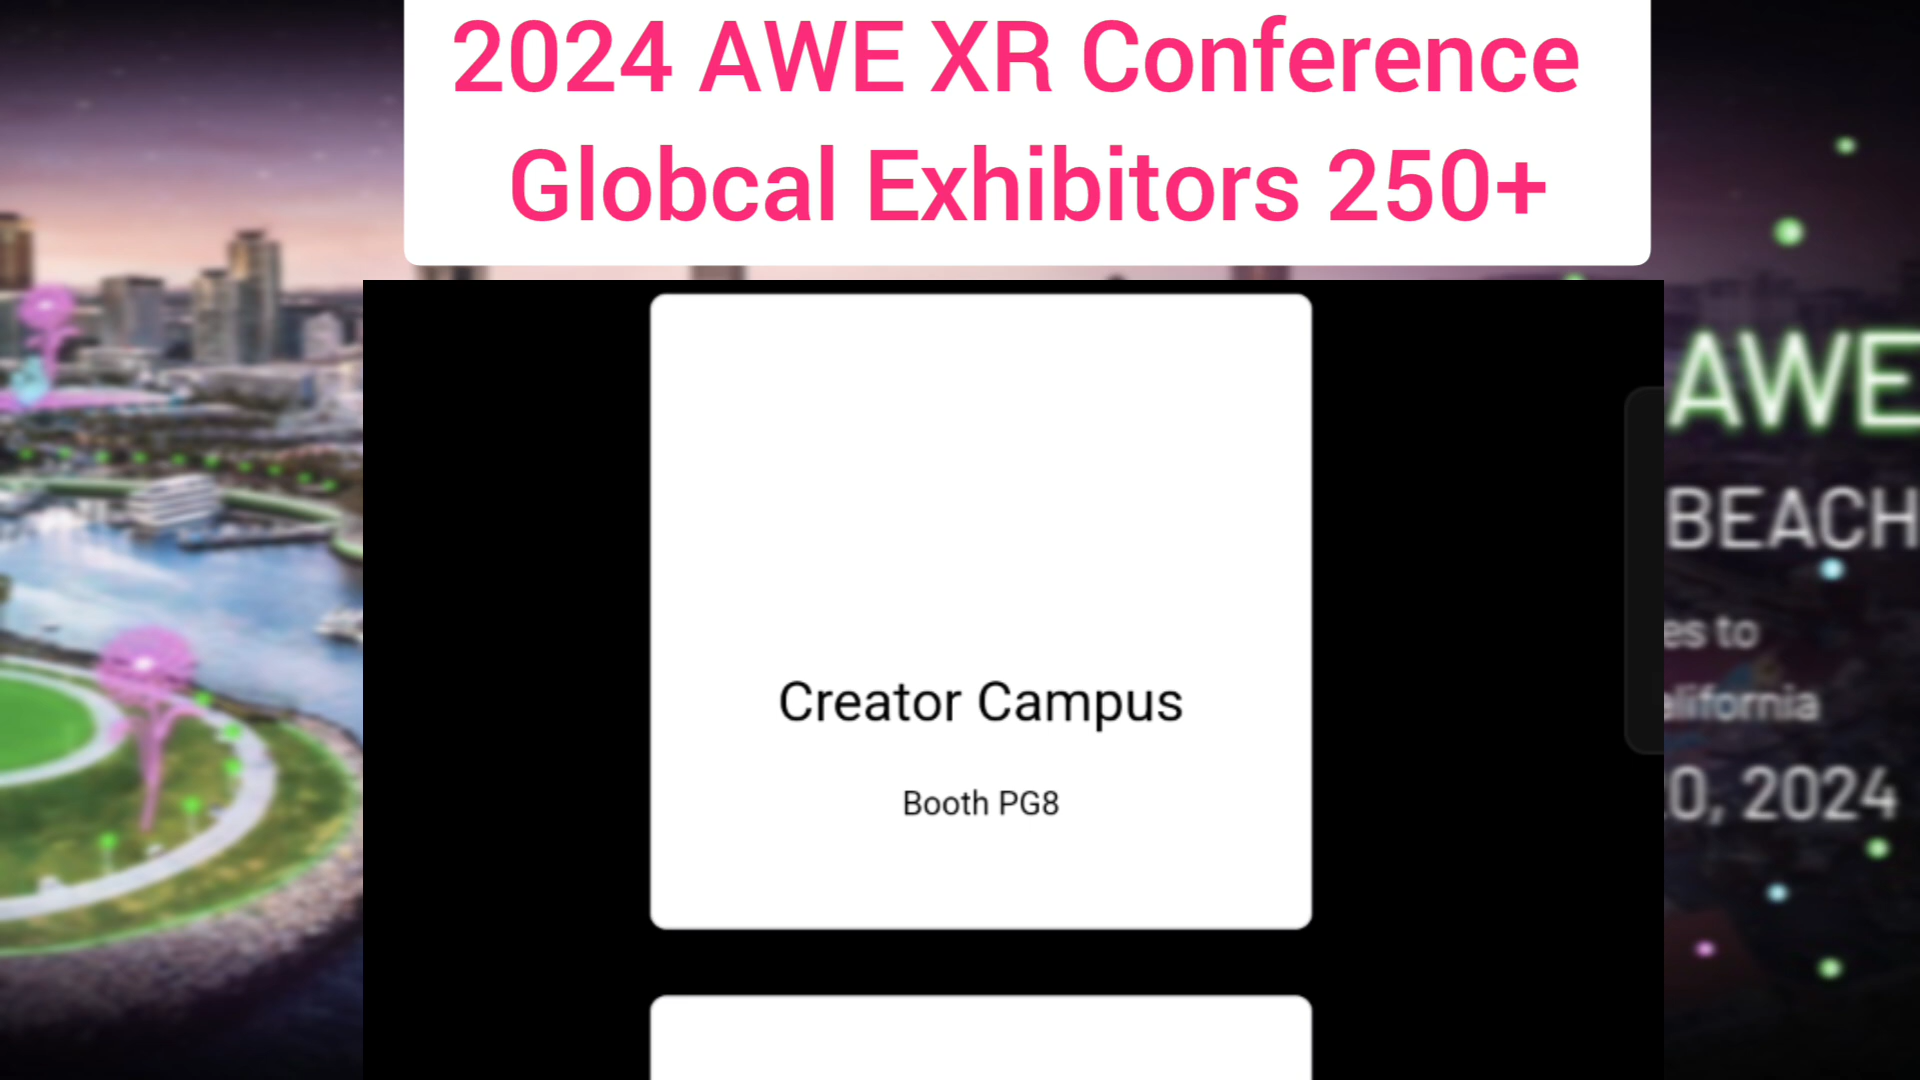 2024 AWE XR Conference
Globcal Exhibitors 250+
AWE
BEACH
Creator Campus
Booth PG8
es to
alifornia
0, 2024